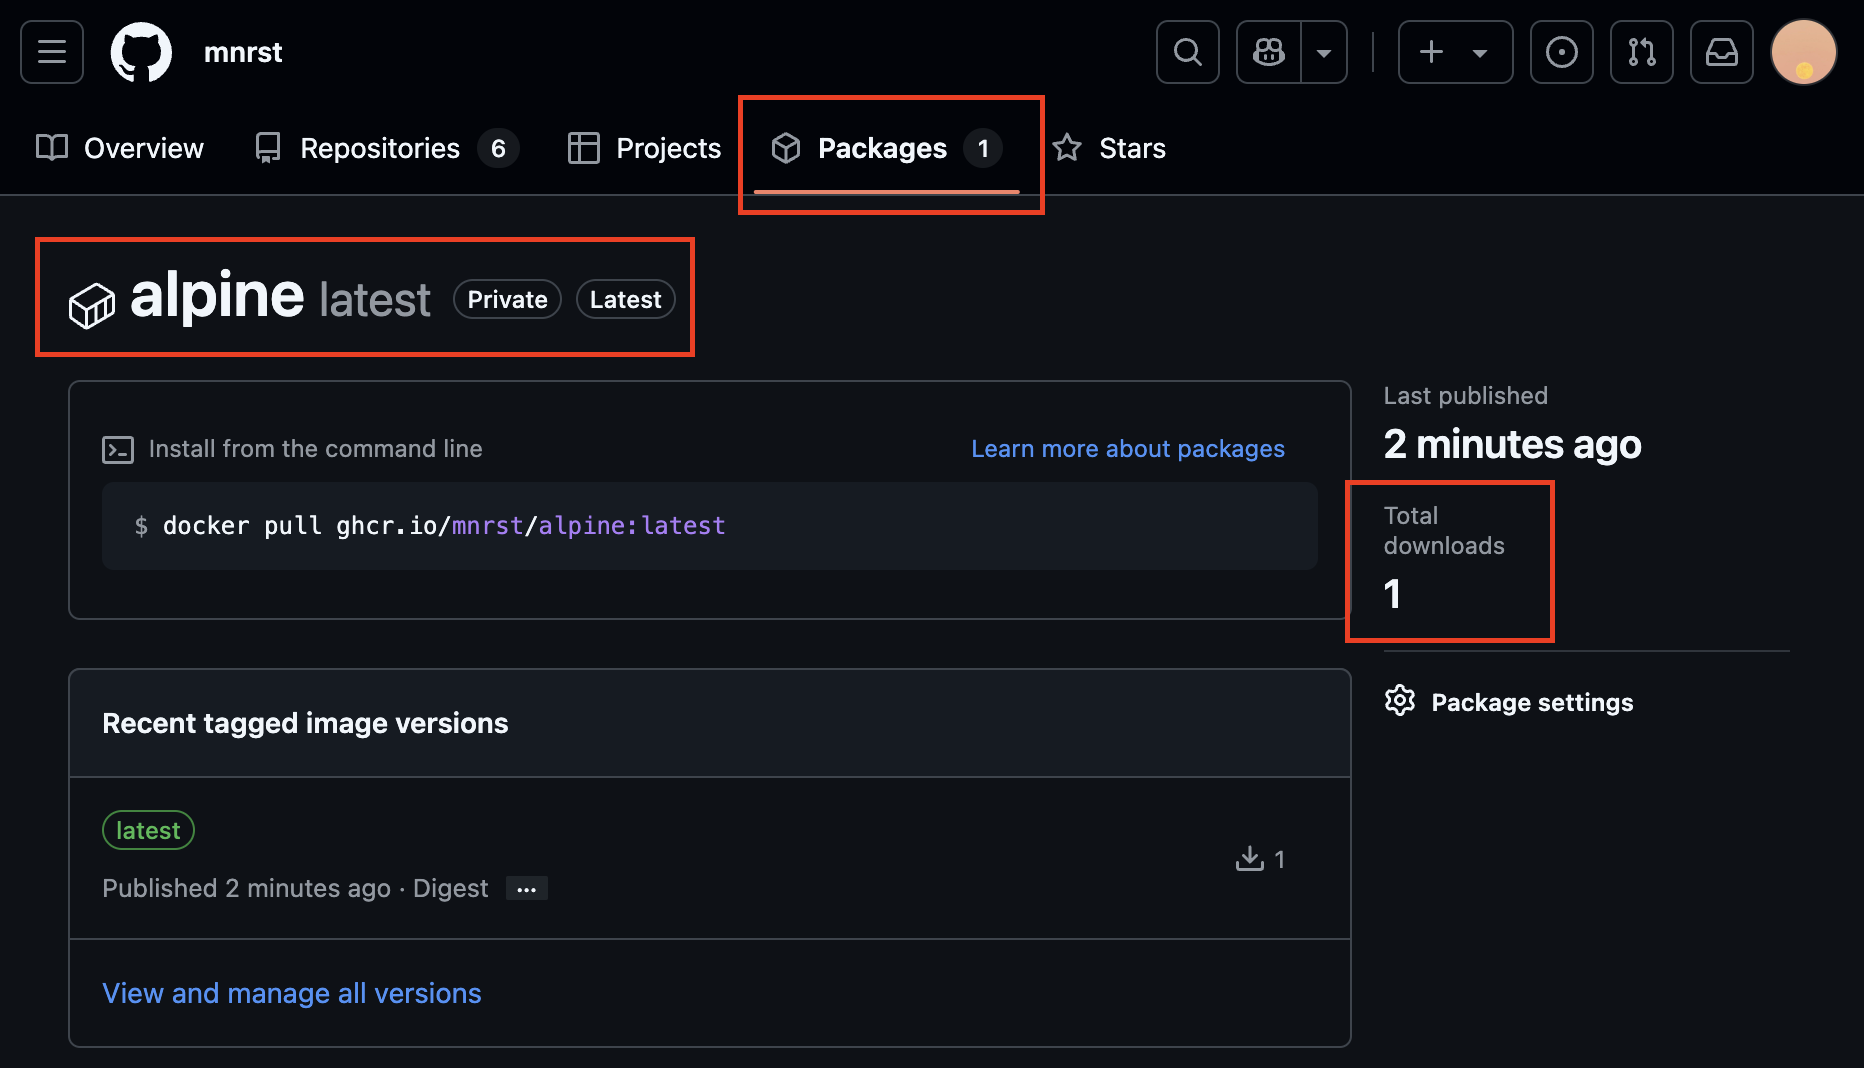 mnrst
Overview Repositories 6 Projects Packages 1 Stars
alpine latest Private Latest
Install from the command line Learn more about packages
$ docker pull ghcr.io/mnrst/alpine:latest
Last published
2 minutes ago
Total
downloads
1
Package settings
Recent tagged image versions
latest
Published 2 minutes ago · Digest ...
1
View and manage all versions